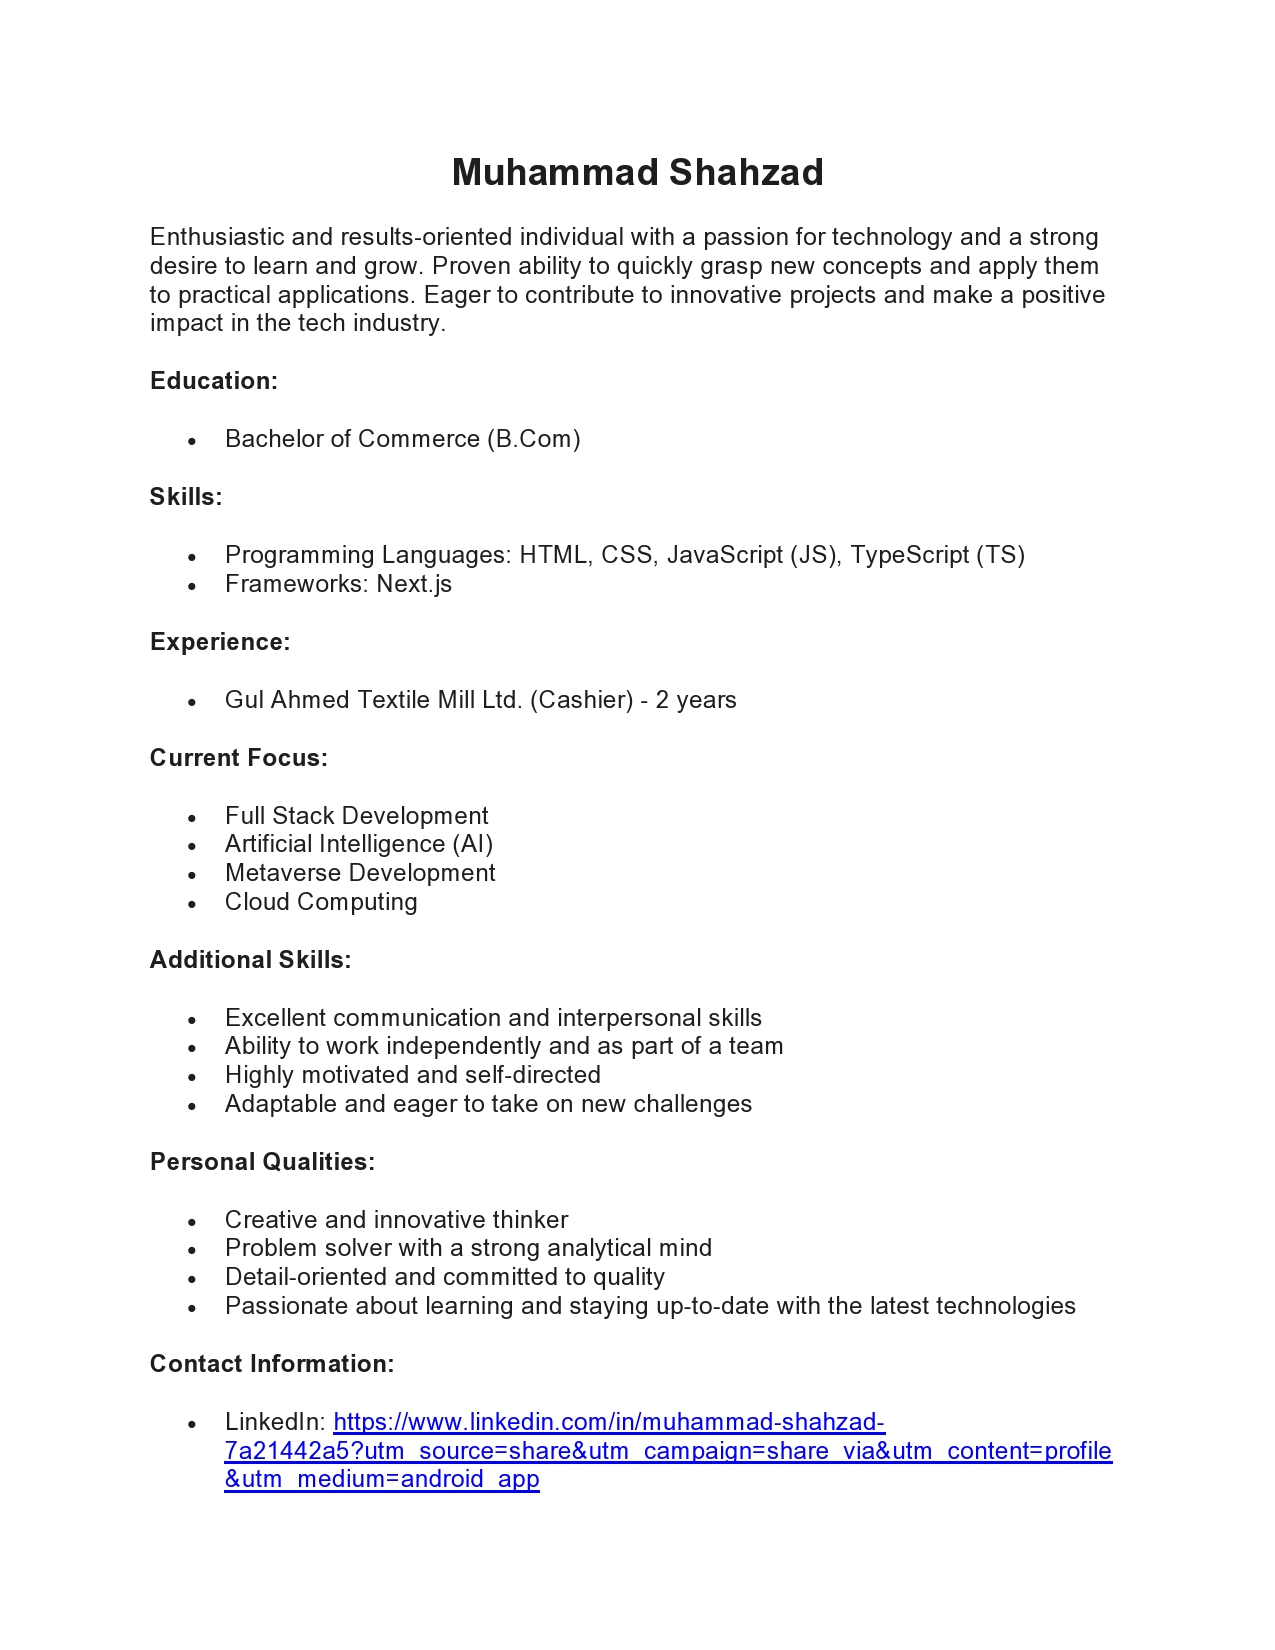 Muhammad Shahzad
Enthusiastic and results-oriented individual with a passion for technology and a strong
desire to learn and grow. Proven ability to quickly grasp new concepts and apply them
to practical applications. Eager to contribute to innovative projects and make a positive
impact in the tech industry.
Education:
• Bachelor of Commerce (B.Com)
Skills:
• Programming Languages: HTML, CSS, JavaScript (JS), TypeScript (TS)
• Frameworks: Next.js
Experience:
• Gul Ahmed Textile Mill Ltd. (Cashier) - 2 years
Current Focus:
• Full Stack Development
• Artificial Intelligence (AI)
• Metaverse Development
• Cloud Computing
Additional Skills:
• Excellent communication and interpersonal skills
• Ability to work independently and as part of a team
• Highly motivated and self-directed
• Adaptable and eager to take on new challenges
Personal Qualities:
• Creative and innovative thinker
• Problem solver with a strong analytical mind
• Detail-oriented and committed to quality
• Passionate about learning and staying up-to-date with the latest technologies
Contact Information:
• LinkedIn: https://www.linkedin.com/in/muhammad-shahzad-
7a21442a5?utm_source=share&utm_campaign=share_via&utm_content=profile
&utm_medium=android_app